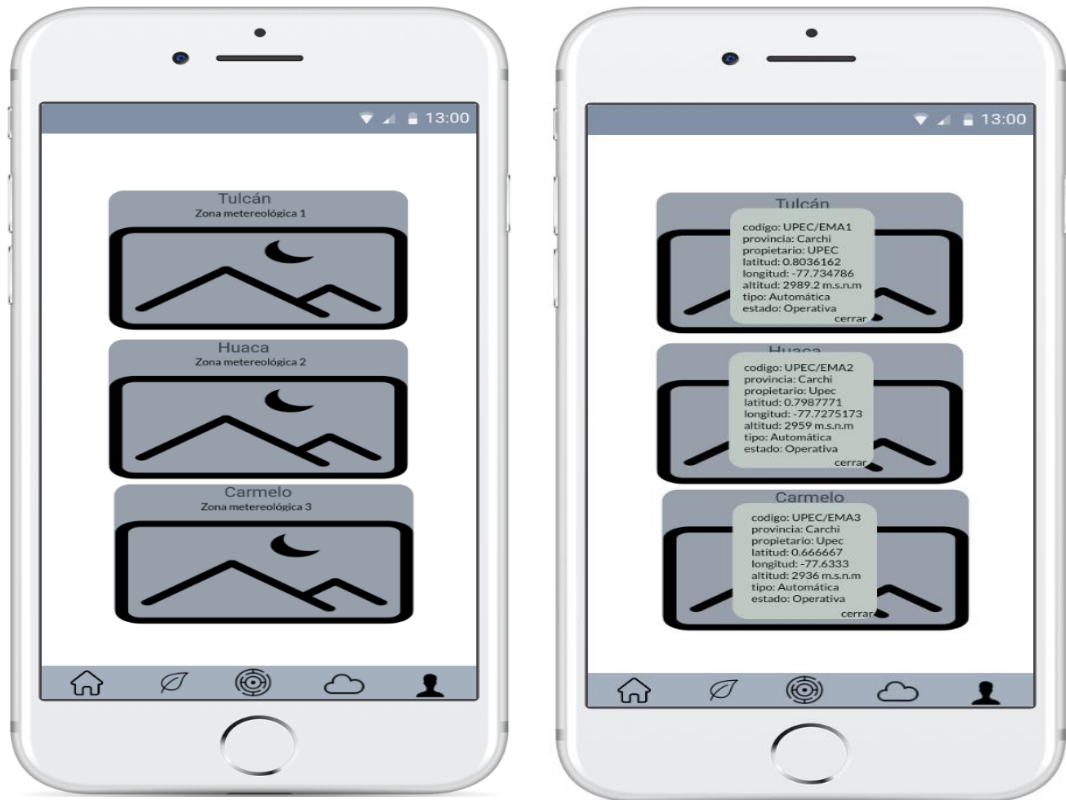 13:00
Tulcán
Zona metereológica 1
Huaca
Zona metereológica 2
Carmelo
Zona metereológica 3
13:00
Tulcán
codigo: UPEC/EMA1
provincia: Carchi
propietario: UPEC
latitud: 0.8036162
longitud: -77.734786
altitud: 2989.2 m.s.n.m
tipo: Automática
estado: Operativa
cerrar
Huaca
codigo: UPEC/EMA2
provincia: Carchi
propietario: Upec
latitud: 0.7987771
longitud: -77.7275173
altitud: 2959 m.s.n.m
tipo: Automática
estado: Operativa
cerrar
Carmelo
codigo: UPEC/EMA3
provincia: Carchi
propietario: Upec
latitud: 0.666667
longitud: -77.6333
altitud: 2936 m.s.n.m
tipo: Automática
estado: Operativa
cerrar